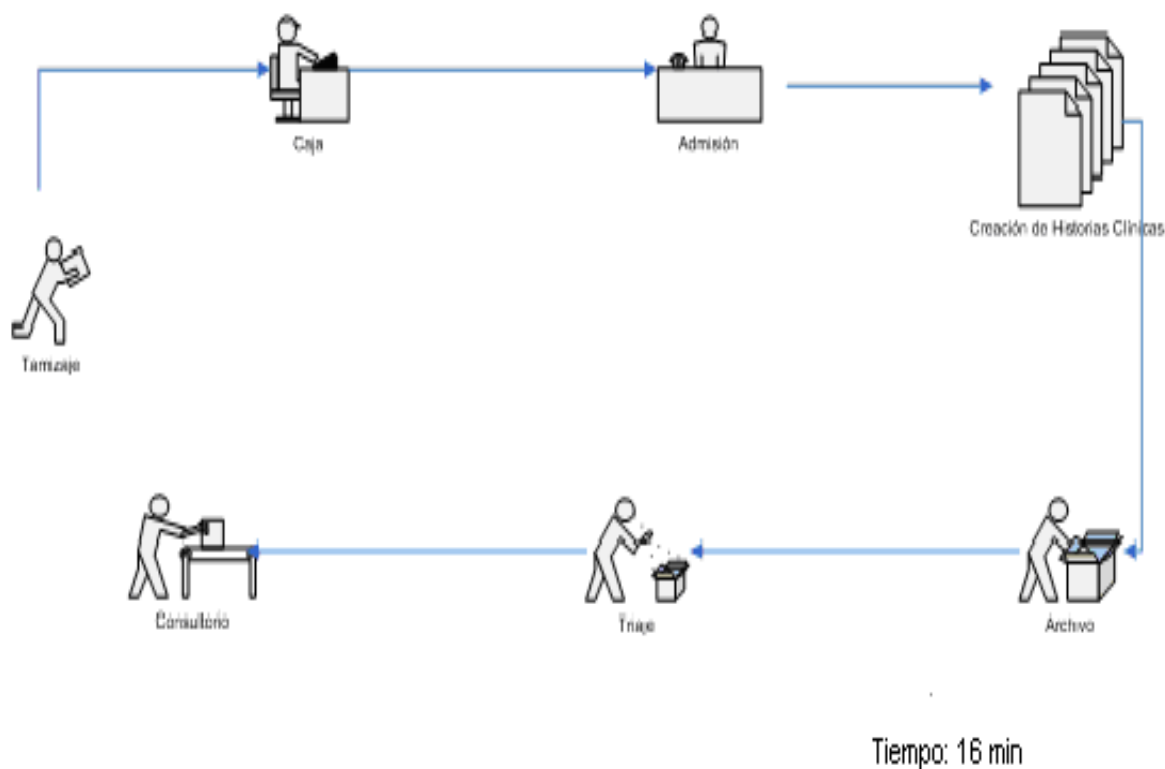 Caja
Admisión
Creación de Historias Clínicas
Tamizaje
Consultorio
Triaje
Archivo
Tiempo: 16 min